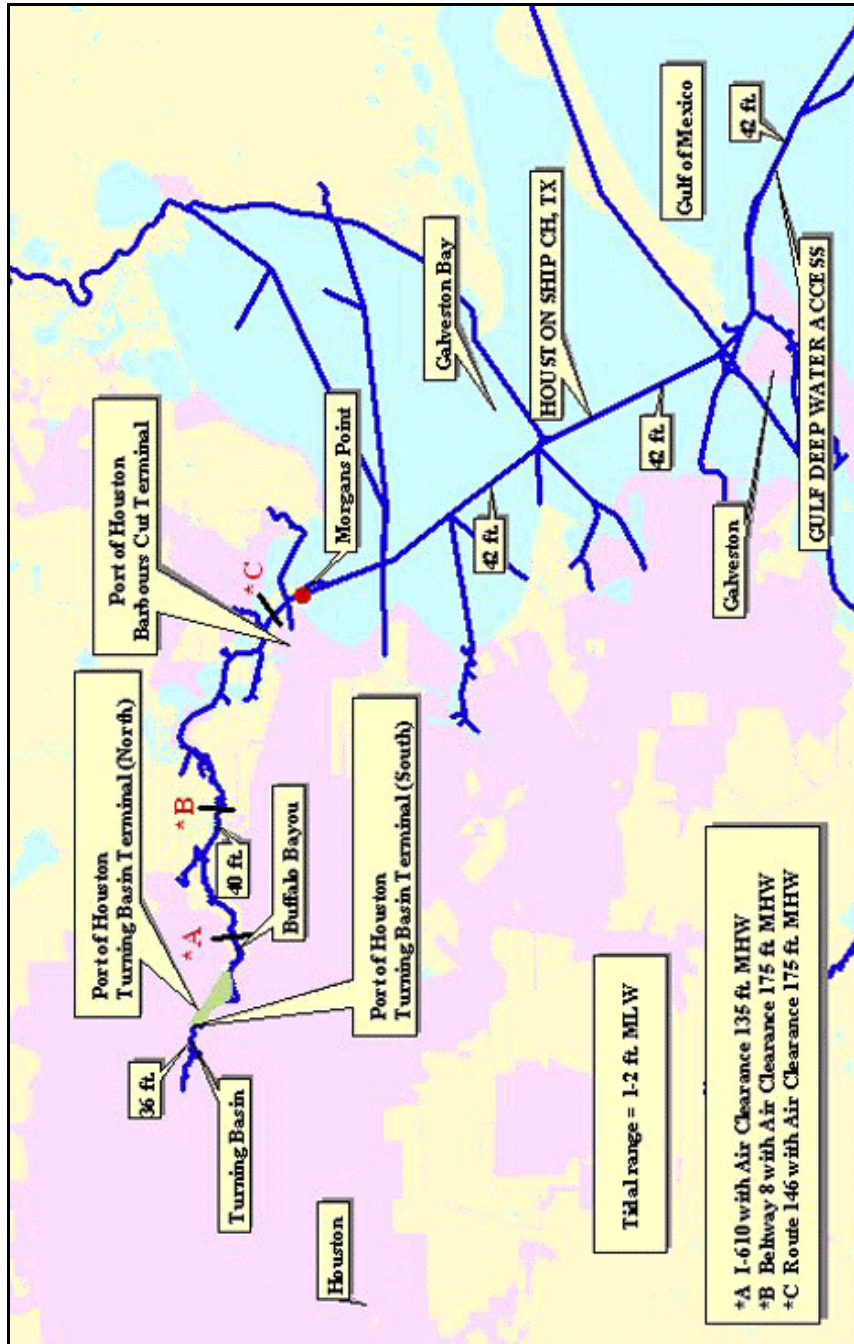 Port of Houston
Turning Basin Terminal (North)
Port of Houston
Barbours Cut Terminal
36 ft.
Turning Basin
*A
*B
*C
40 ft.
Buffalo Bayou
Port of Houston
Turning Basin Terminal (South)
Morgans Point
Houston
Galveston Bay
42 ft.
HOUSTON SHIP CH, TX
42 ft.
Gulf of Mexico
42 ft.
Galveston
GULF DEEP WATER ACCESS
Tidal range = 1-2 ft. MLW
*A I-610 with Air Clearance 135 ft. MHW
*B Beltway 8 with Air Clearance 175 ft. MHW
*C Route 146 with Air Clearance 175 ft. MHW